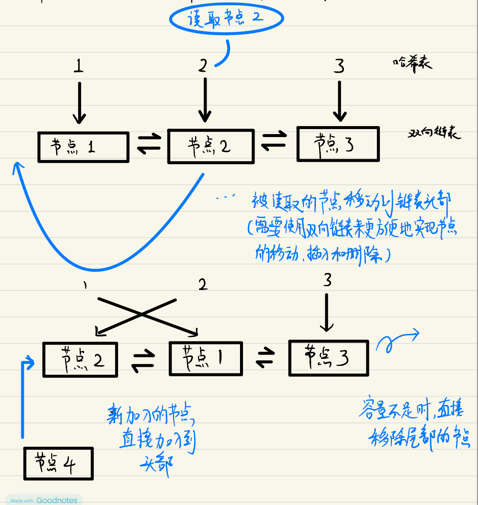 读取节点2
1 2 3 哈希表
节点1 节点2 节点3 双向链表
... 被读取的节点移动到链表头部
(需要使用双向链表来更方便地实现节点
的移动、插入和删除)
1 2 3
节点2 节点1 节点3
新加入的节点,
直接加入到
头部
容量不足时,直接
移除尾部的节点
节点4
Made with Goodnotes